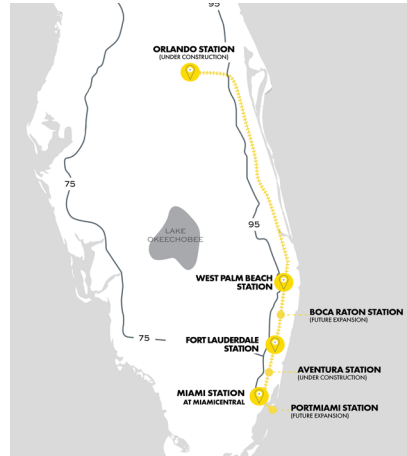 95
ORLANDO STATION
(UNDER CONSTRUCTION)
75
95
LAKE
OKEECHOBEE
WEST PALM BEACH
STATION
BOCA RATON STATION
(FUTURE EXPANSION)
75
FORT LAUDERDALE
STATION
AVENTURA STATION
(UNDER CONSTRUCTION)
MIAMI STATION
AT MIAMICENTRAL
PORTMIAMI STATION
(FUTURE EXPANSION)